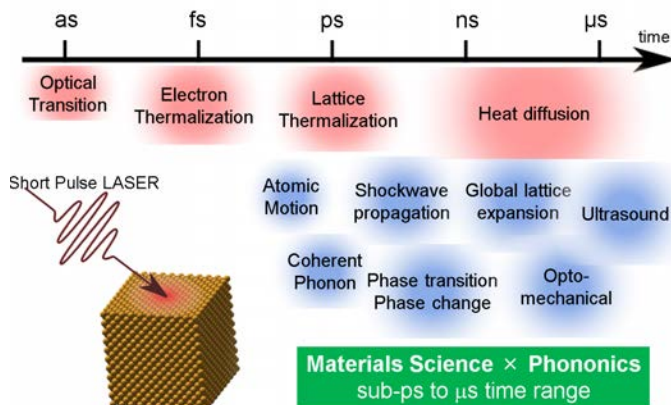 as fs ps ns μs
time
Optical
Transition
Electron
Thermalization
Lattice
Thermalization
Heat diffusion
Short Pulse LASER
Atomic
Motion
Shockwave
propagation
Global lattice
expansion
Ultrasound
Coherent
Phonon
Phase transition
Phase change
Opto-
mechanical
Materials Science × Phononics
sub-ps to μs time range